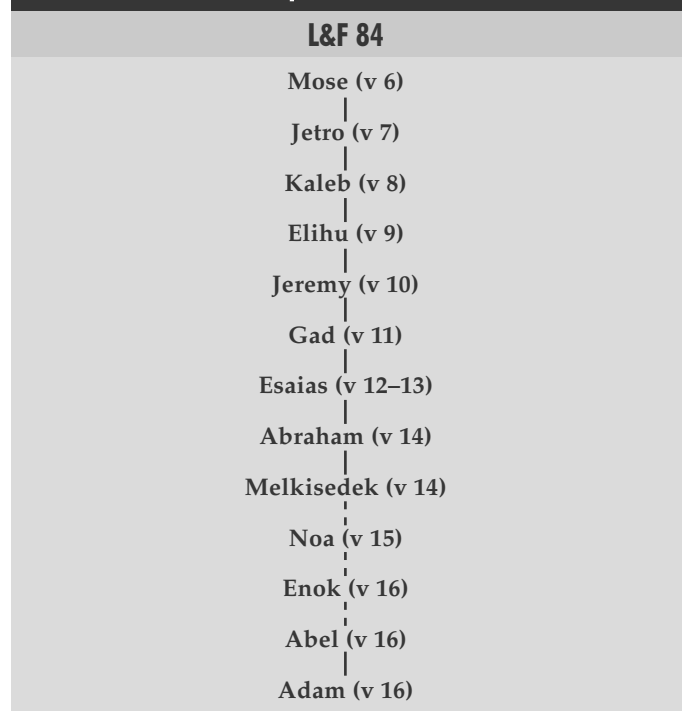 L&F 84
Mose (v 6)
Jetro (v 7)
Kaleb (v 8)
Elihu (v 9)
Jeremy (v 10)
Gad (v 11)
Esaias (v 12–13)
Abraham (v 14)
Melkisedek (v 14)
Noa (v 15)
Enok (v 16)
Abel (v 16)
Adam (v 16)